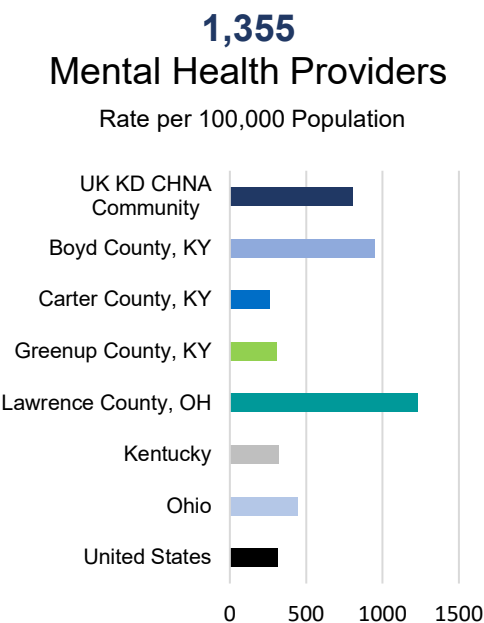 1,355
Mental Health Providers
Rate per 100,000 Population
UK KD CHNA
Community
Boyd County, KY
Carter County, KY
Greenup County, KY
Lawrence County, OH
Kentucky
Ohio
United States
0 500 1000 1500